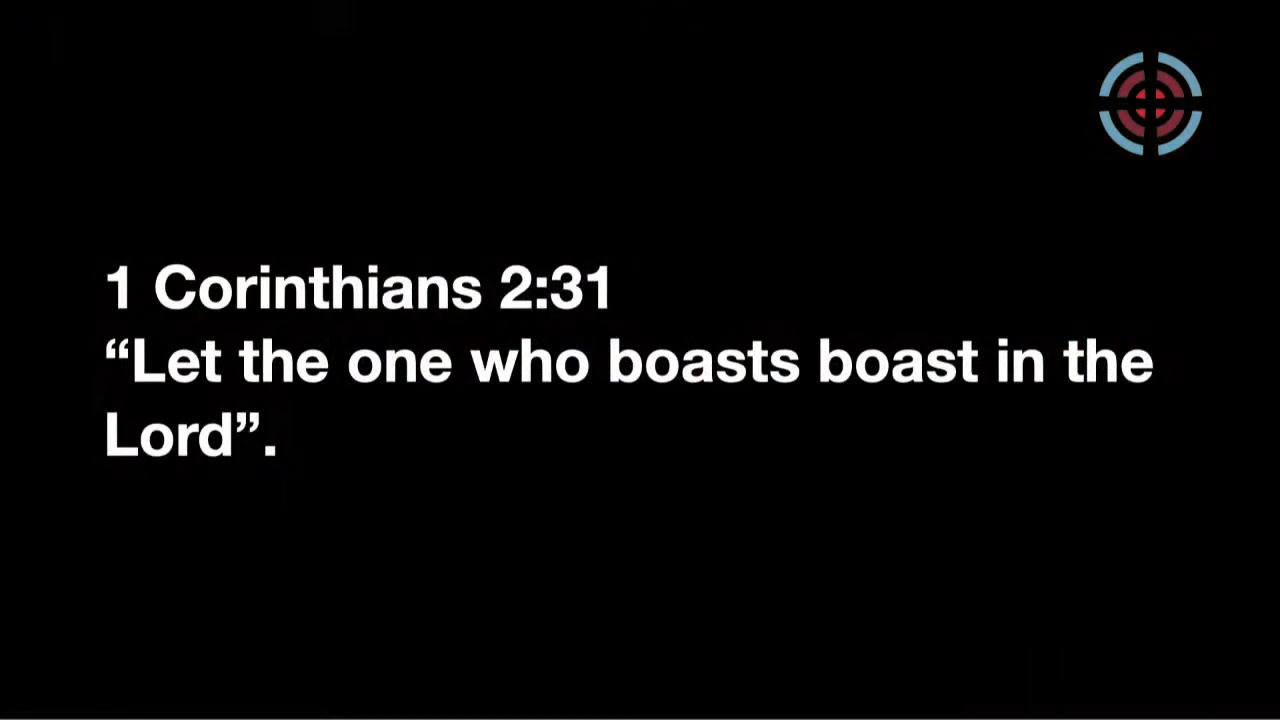 1 Corinthians 2:31
“Let the one who boasts boast in the
Lord”.